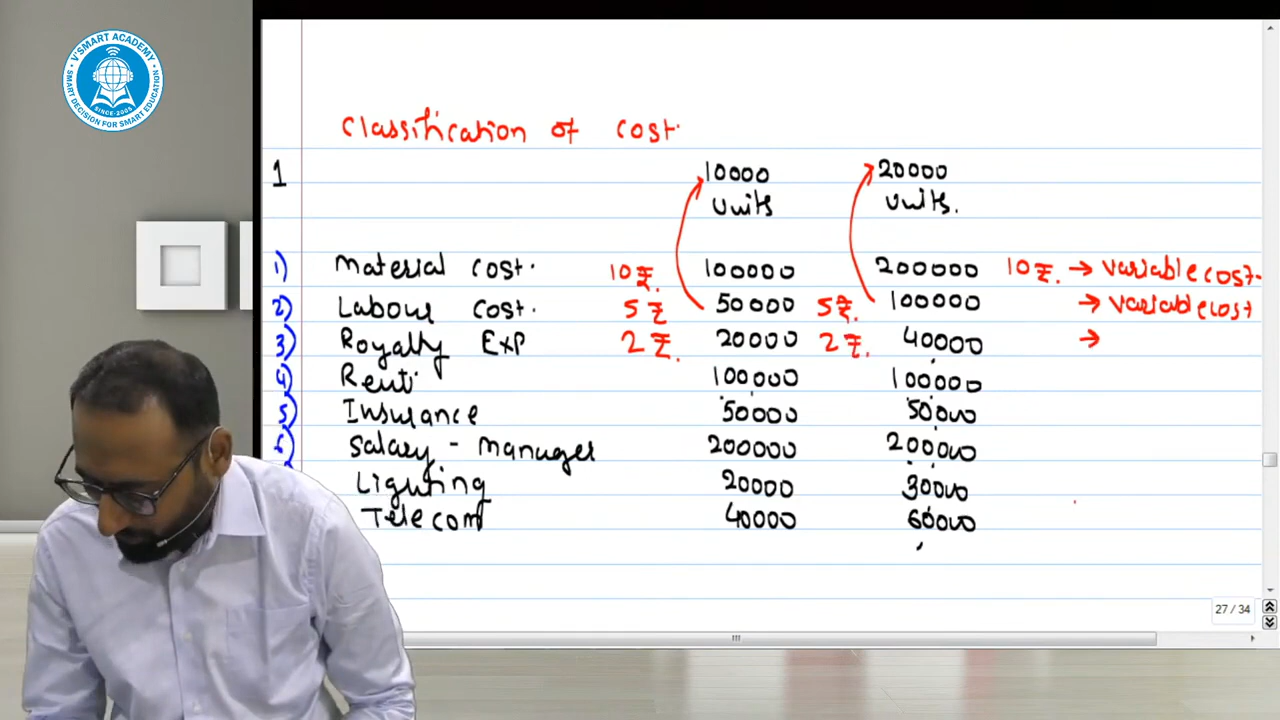 V'SMART ACADEMY
SMART DECISION FOR SMART EDUCATION
SINCE-2005
Classification of cost.
1 10000 20000
Units Units.
1) Material cost. 10 ₹. 100000 200000 10 ₹. → variable cost.
2) Labour cost. 5 ₹ 50000 5 ₹. 100000 → variable cost
3) Royalty Exp 2 ₹. 20000 2 ₹. 40000 →
4) Rent. 100000 100000
5) Insurance 50000 50000
6) Salary - Manager 200000 200000
Lighting 20000 30000
Telecom 40000 60000
27 / 34